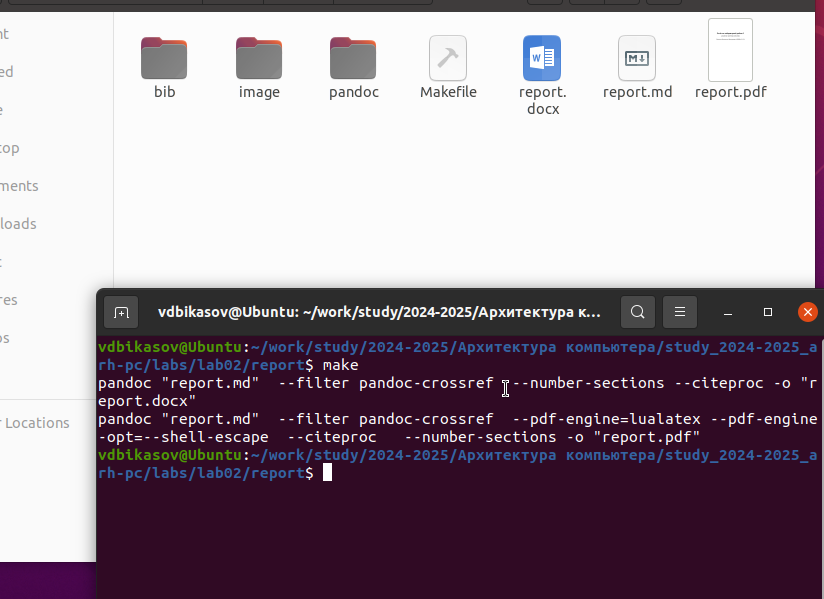 nt
bib
image
pandoc
Makefile
report.
docx
report.md
report.pdf
ed
e
top
ments
loads
t
res
os
r Locations
vdbikasov@Ubuntu: ~/work/study/2024-2025/Архитектура к...
vdbikasov@Ubuntu:~/work/study/2024-2025/Архитектура компьютера/study_2024-2025_a
rh-pc/labs/lab02/report$ make
pandoc "report.md"  --filter pandoc-crossref  --number-sections --citeproc -o "r
eport.docx"
pandoc "report.md"  --filter pandoc-crossref  --pdf-engine=lualatex --pdf-engine
-opt=--shell-escape  --citeproc   --number-sections -o "report.pdf"
vdbikasov@Ubuntu:~/work/study/2024-2025/Архитектура компьютера/study_2024-2025_a
rh-pc/labs/lab02/report$